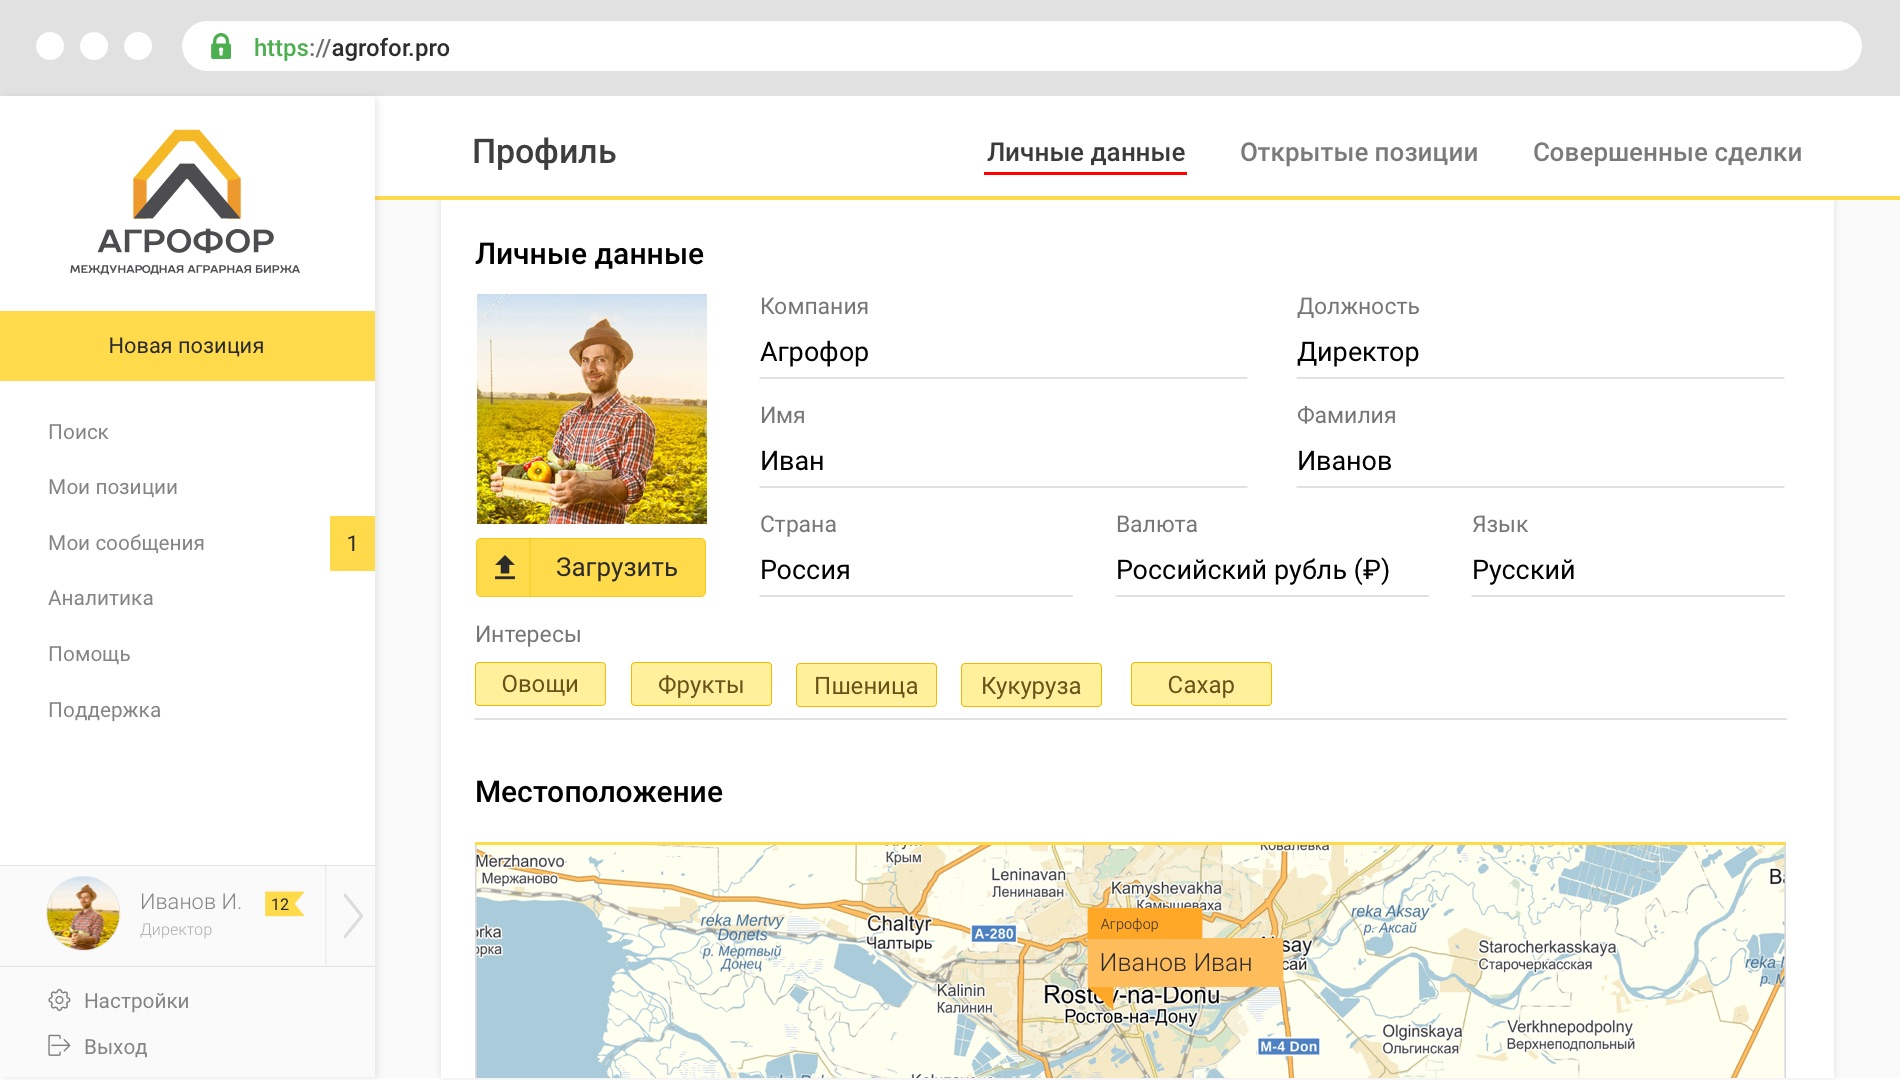 https://agrofor.pro
АГРОФОР
МЕЖДУНАРОДНАЯ АГРАРНАЯ БИРЖА
Новая позиция
Поиск
Мои позиции
Мои сообщения 1
Аналитика
Помощь
Поддержка
Иванов И. 12
Директор
Настройки
Выход
Профиль
Личные данные Открытые позиции Совершенные сделки
Личные данные
Загрузить
Компания
Агрофор
Должность
Директор
Имя
Иван
Фамилия
Иванов
Страна
Россия
Валюта
Российский рубль (₽)
Язык
Русский
Интересы
Овощи Фрукты Пшеница Кукуруза Сахар
Местоположение
Merzhanovo
Мержаново
Крым
Leninavan
Ленинаван
Kamyshevakha
Камышеваха
Ковалевка
reka Mertvy
Donets
р. Мертвый
Донец
Chaltyr
Чалтырь
A-280
Агрофор
Иванов Иван
reka Aksay
р. Аксай
Starocherkasskaya
Старочеркасская
Kalinin
Калинин
Rostov-na-Donu
Ростов-на-Дону
M-4 Don
Olginskaya
Ольгинская
Verkhnepodpolny
Верхнеподпольный